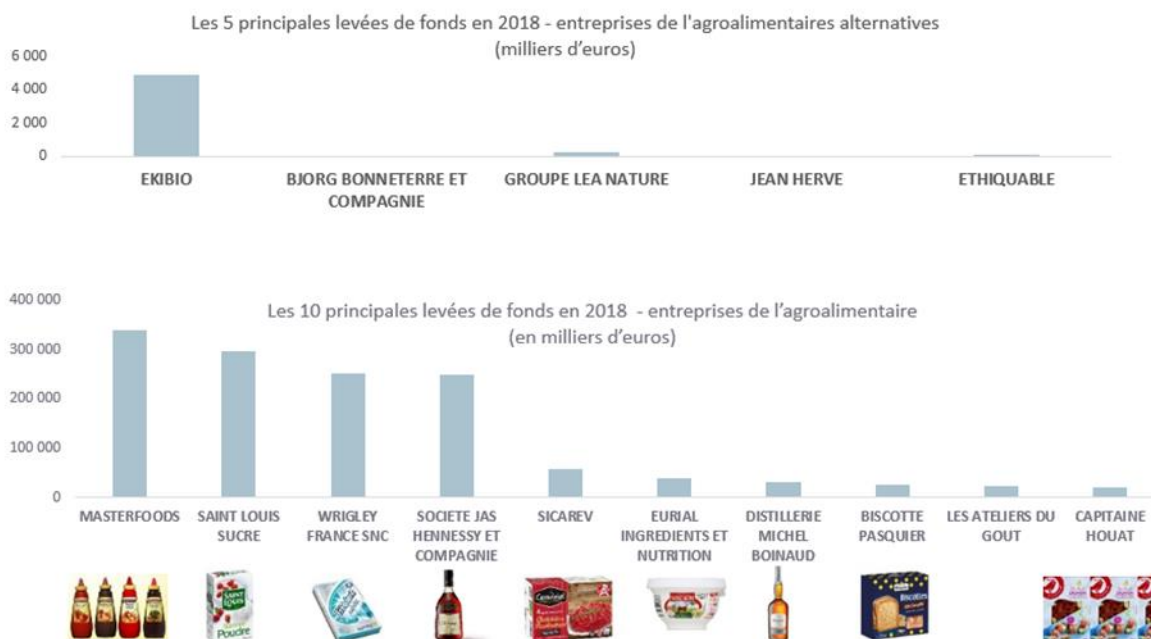 Les 5 principales levées de fonds en 2018 - entreprises de l'agroalimentaires alternatives
(milliers d'euros)
6 000
4 000
2 000
0
EKIBIO
BJORG BONNETERRE ET
COMPAGNIE
GROUPE LEA NATURE
JEAN HERVE
ETHIQUABLE
400 000
Les 10 principales levées de fonds en 2018 - entreprises de l'agroalimentaire
(en milliers d'euros)
300 000
200 000
100 000
0
MASTERFOODS
SAINT LOUIS
SUCRE
WRIGLEY
FRANCE SNC
SOCIETE JAS
HENNESSY ET
COMPAGNIE
SICAREV
EURIAL
INGREDIENTS ET
NUTRITION
DISTILLERIE
MICHEL
BOINAUD
BISCOTTE
PASQUIER
LES ATELIERS DU
GOUT
CAPITAINE
HOUAT
SAINT
LOUIS
Poudre